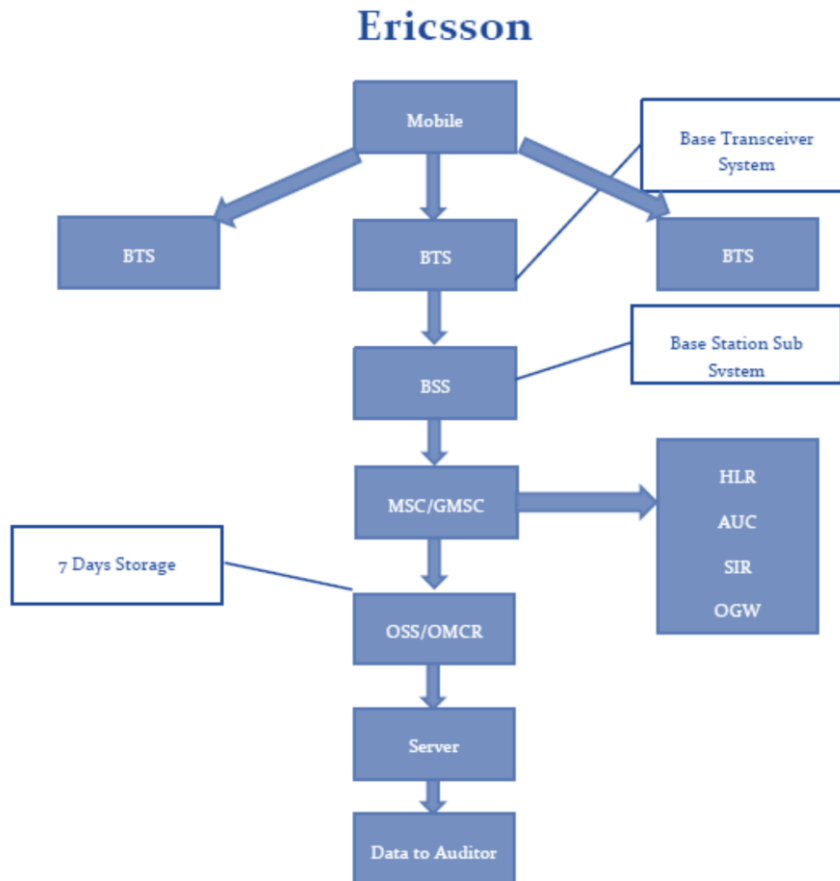 Ericsson
Mobile
Base Transceiver
System
BTS
BTS
BTS
Base Station Sub
System
BSS
MSC/GMSC
HLR
AUC
SIR
OGW
7 Days Storage
OSS/OMCR
Server
Data to Auditor